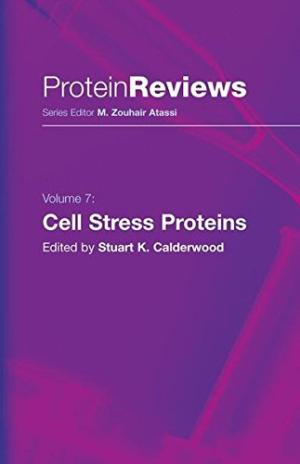 ProteinReviews
Series Editor M. Zouhair Atassi
Volume 7:
Cell Stress Proteins
Edited by Stuart K. Calderwood